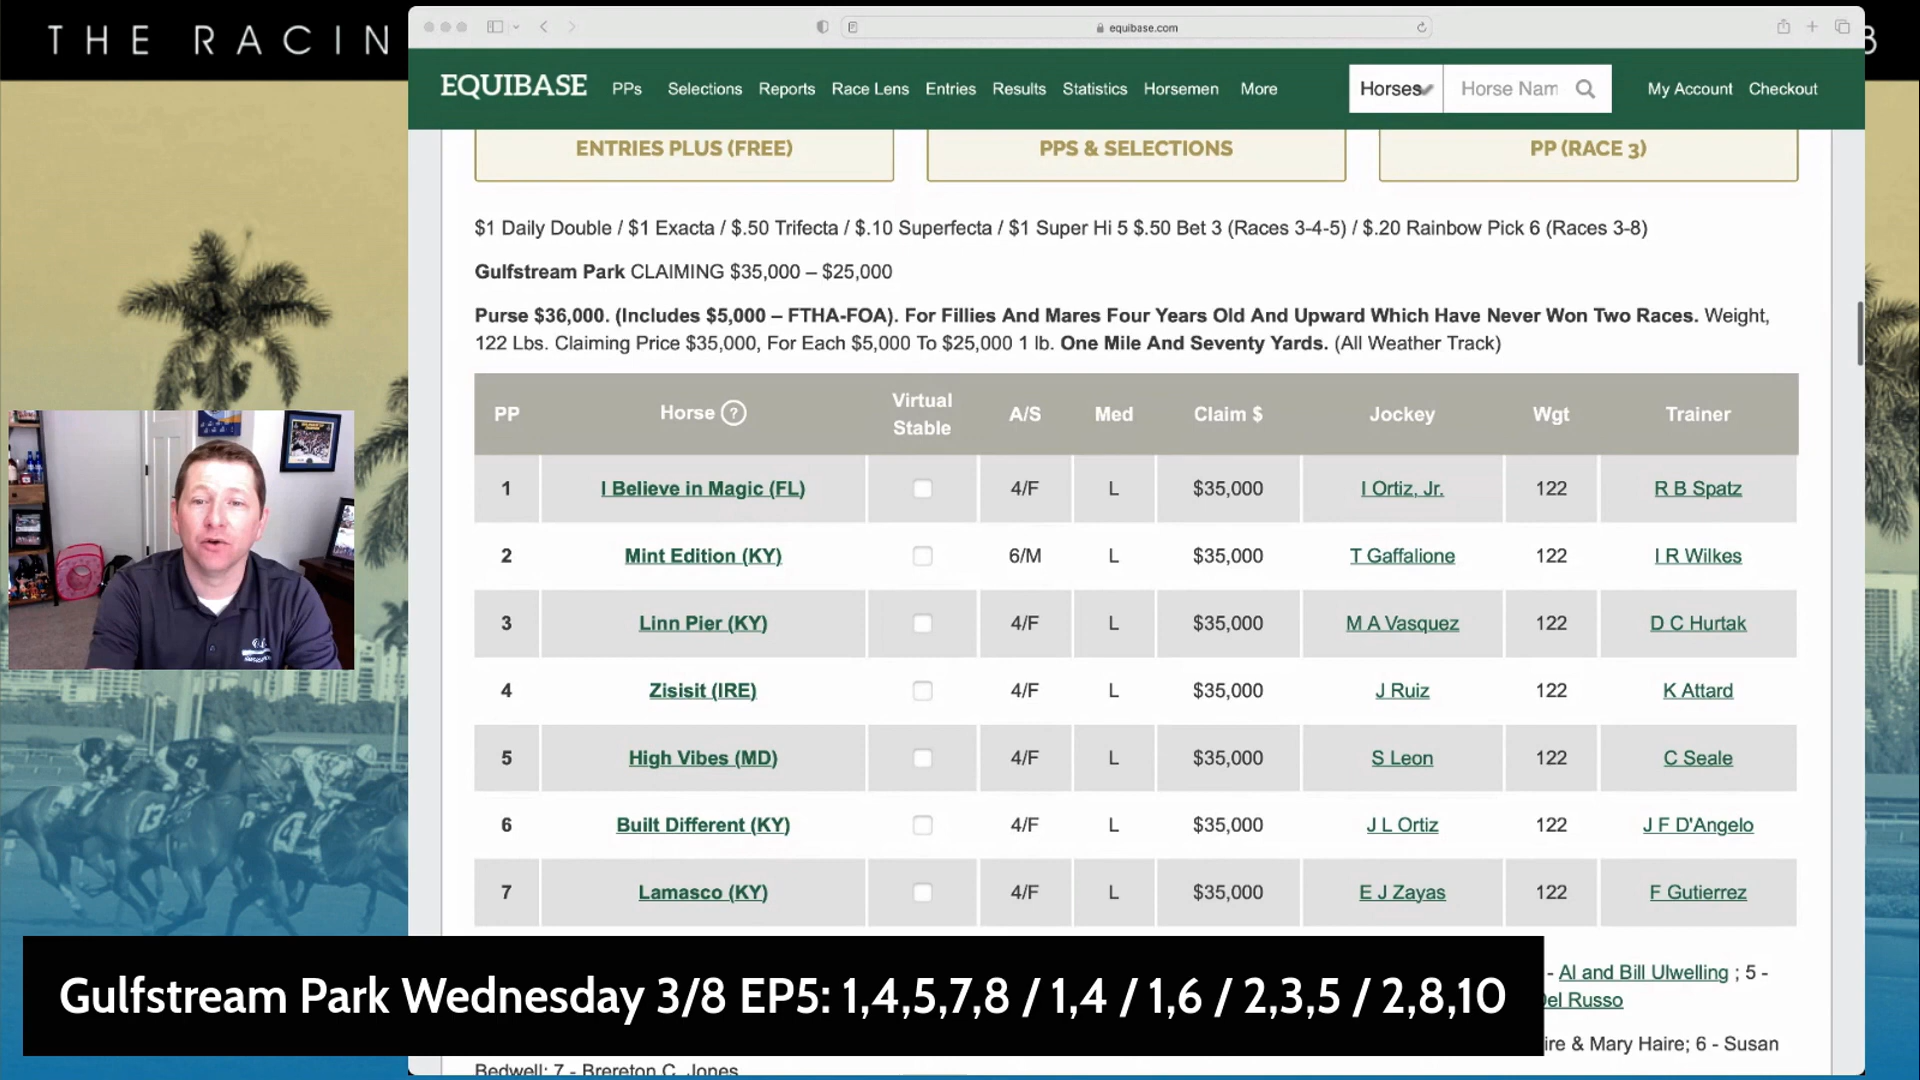 THE RACIN
equibase.com
EQUIBASE
PPs Selections Reports Race Lens Entries Results Statistics Horsemen More
Horses Horse Nam My Account Checkout
ENTRIES PLUS (FREE) PPS & SELECTIONS PP (RACE 3)
$1 Daily Double / $1 Exacta / $.50 Trifecta / $.10 Superfecta / $1 Super Hi 5 $.50 Bet 3 (Races 3-4-5) / $.20 Rainbow Pick 6 (Races 3-8)
Gulfstream Park CLAIMING $35,000 – $25,000
Purse $36,000. (Includes $5,000 – FTHA-FOA). For Fillies And Mares Four Years Old And Upward Which Have Never Won Two Races. Weight,
122 Lbs. Claiming Price $35,000, For Each $5,000 To $25,000 1 lb. One Mile And Seventy Yards. (All Weather Track)
PP Horse ? Virtual Stable A/S Med Claim $ Jockey Wgt Trainer
1 I Believe in Magic (FL) 4/F L $35,000 I Ortiz, Jr. 122 R B Spatz
2 Mint Edition (KY) 6/M L $35,000 T Gaffalione 122 I R Wilkes
3 Linn Pier (KY) 4/F L $35,000 M A Vasquez 122 D C Hurtak
4 Zisisit (IRE) 4/F L $35,000 J Ruiz 122 K Attard
5 High Vibes (MD) 4/F L $35,000 S Leon 122 C Seale
6 Built Different (KY) 4/F L $35,000 J L Ortiz 122 J F D'Angelo
7 Lamasco (KY) 4/F L $35,000 E J Zayas 122 F Gutierrez
- Al and Bill Ulwelling ; 5 -
Del Russo
ire & Mary Haire; 6 - Susan
Bedwell; 7 - Brereton C. Jones
Gulfstream Park Wednesday 3/8 EP5: 1,4,5,7,8 / 1,4 / 1,6 / 2,3,5 / 2,8,10